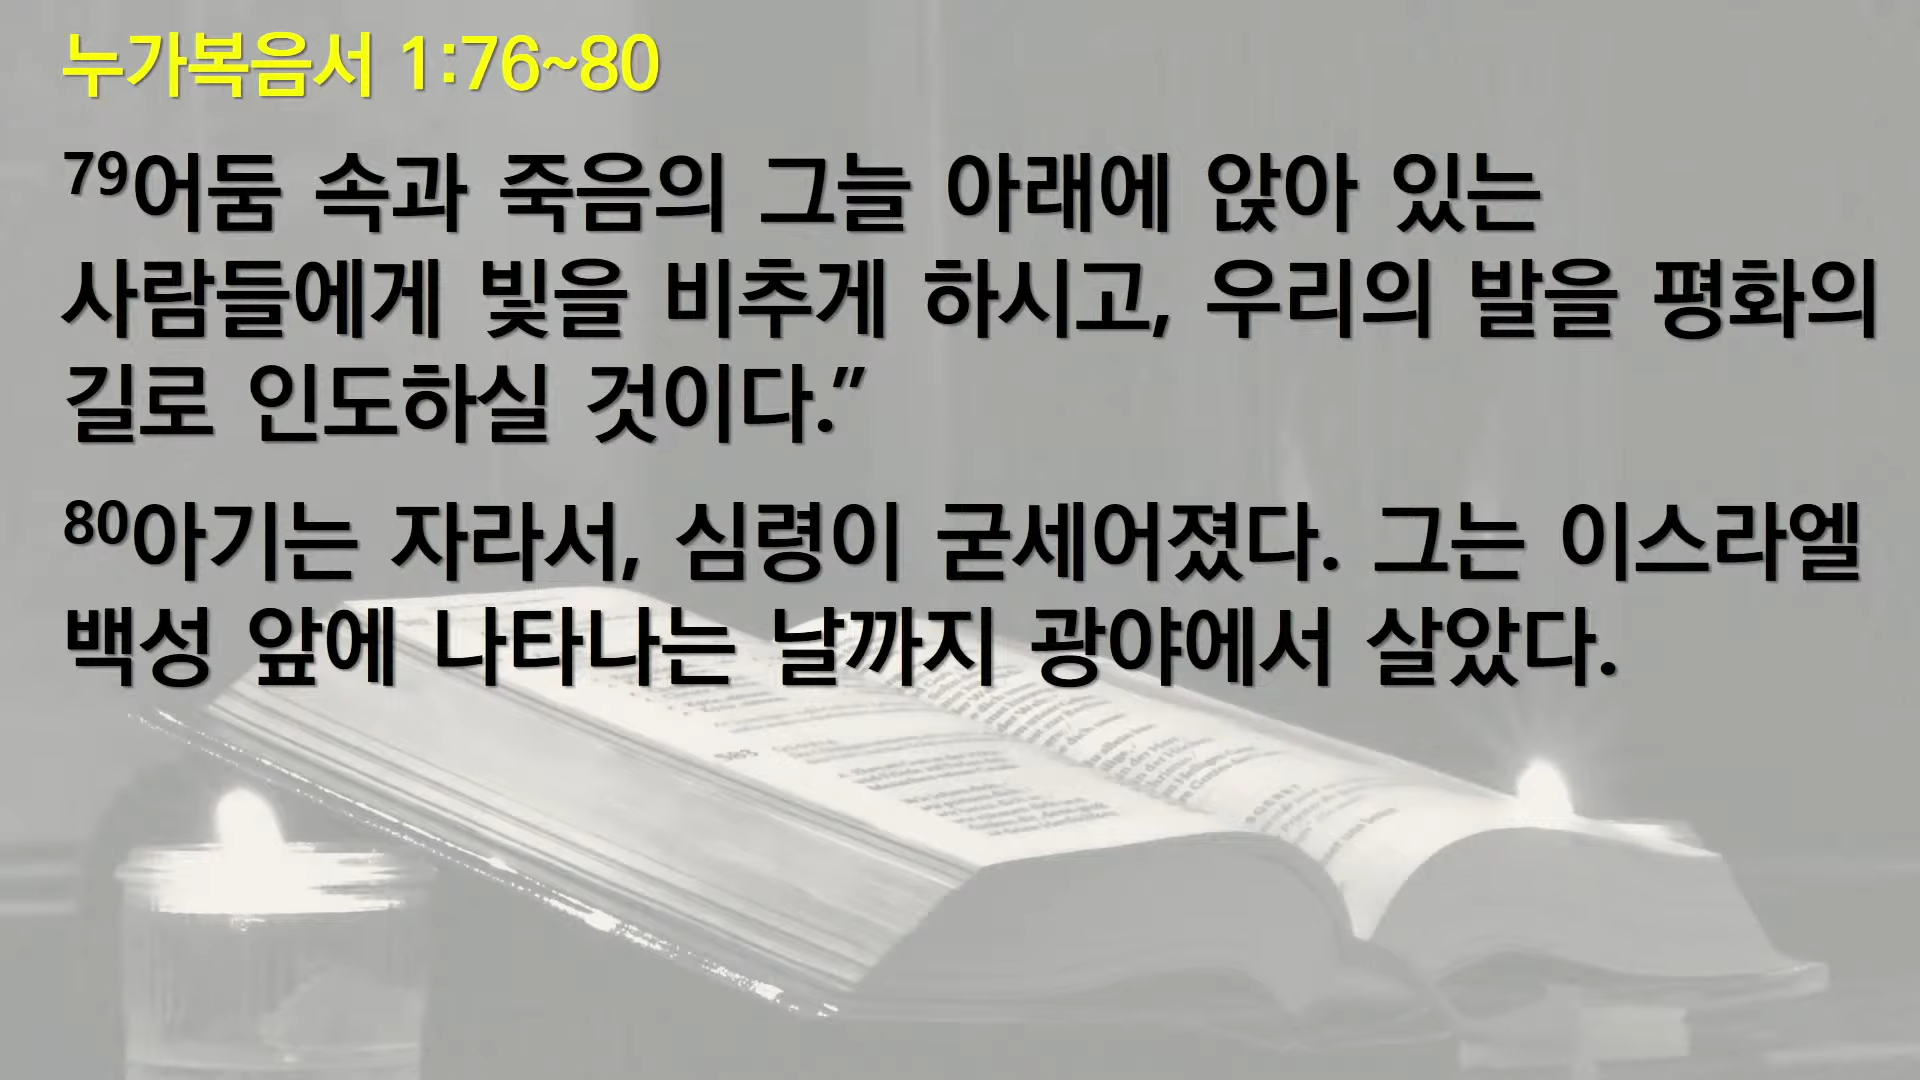 누가복음서 1:76~80
79어둠 속과 죽음의 그늘 아래에 앉아 있는
사람들에게 빛을 비추게 하시고, 우리의 발을 평화의
길로 인도하실 것이다.”
80아기는 자라서, 심령이 굳세어졌다. 그는 이스라엘
백성 앞에 나타나는 날까지 광야에서 살았다.